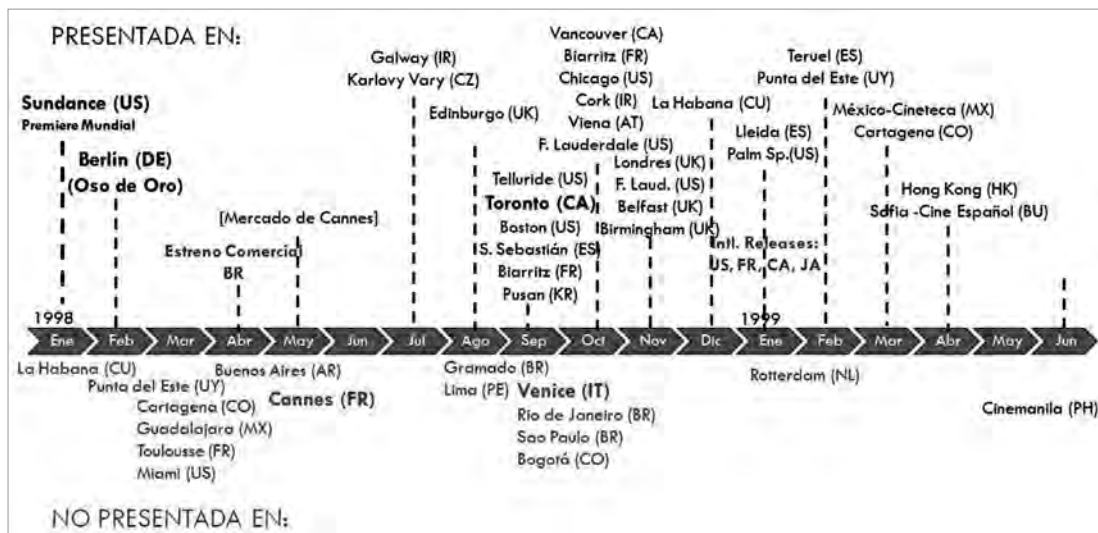 PRESENTADA EN:
Sundance (US)
Premiere Mundial
Berlín (DE)
(Oso de Oro)
Estreno Comercial
BR
[Mercado de Cannes]
Galway (IR)
Karlovy Vary (CZ)
Edinburgo (UK)
Telluride (US)
Toronto (CA)
Boston (US)
S. Sebastián (ES)
Biarritz (FR)
Pusan (KR)
Vancouver (CA)
Biarritz (FR)
Chicago (US)
Cork (IR)
Viena (AT)
F. Lauderdale (US)
Londres (UK)
F. Laud. (US)
Belfast (UK)
Birmingham (UK)
La Habana (CU)
Lleida (ES)
Palm Sp.(US)
Intl. Releases:
US, FR, CA, JA
Teruel (ES)
Punta del Este (UY)
México-Cineteca (MX)
Cartagena (CO)
Hong Kong (HK)
Sofia -Cine Español (BU)
1998
1999
Ene Feb Mar Abr May Jun Jul Ago Sep Oct Nov Dic Ene Feb Mar Abr May Jun
La Habana (CU)
Punta del Este (UY)
Cartagena (CO)
Guadalajara (MX)
Toulousse (FR)
Miami (US)
Buenos Aires (AR)
Cannes (FR)
Gramado (BR)
Lima (PE)
Venice (IT)
Rio de Janeiro (BR)
Sao Paulo (BR)
Bogotá (CO)
Rotterdam (NL)
Cinemanila (PH)
NO PRESENTADA EN: